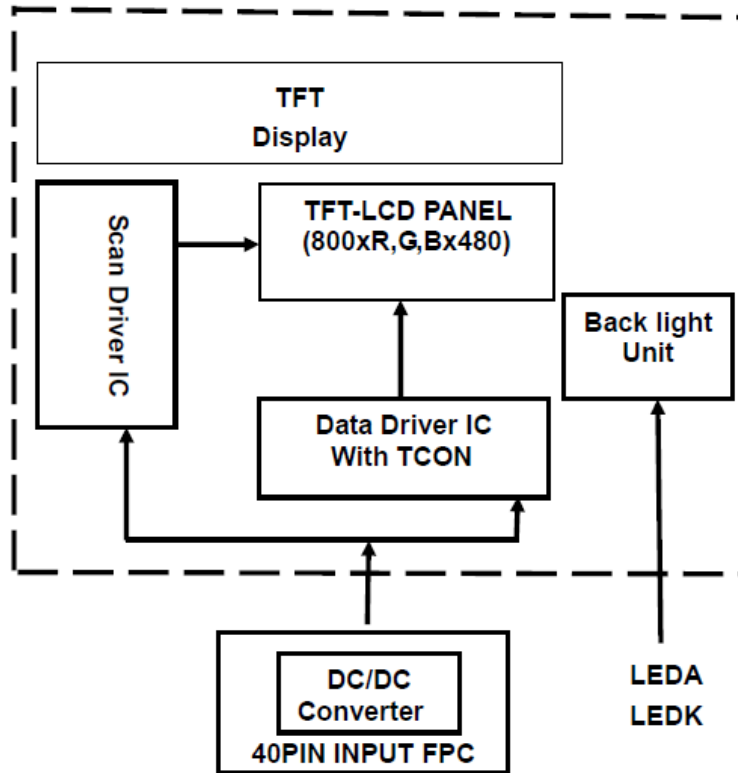 TFT
Display
Scan Driver IC
TFT-LCD PANEL
(800xR,G,Bx480)
Back light
Unit
Data Driver IC
With TCON
DC/DC
Converter
40PIN INPUT FPC
LEDA
LEDK